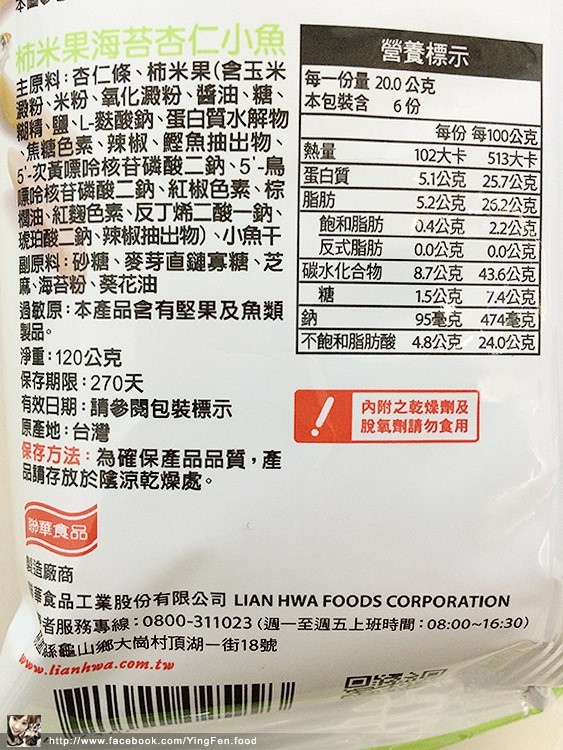 柿米果海苔杏仁小魚
主原料:杏仁條、柿米果(含玉米
澱粉、米粉、氧化澱粉、醬油、糖、
糊精、鹽、L-麩酸鈉、蛋白質水解物
、焦糖色素、辣椒、鰹魚抽出物、
5'-次黃嘌呤核苷磷酸二鈉、5'-鳥
嘌呤核苷磷酸二鈉、紅椒色素、棕
櫚油、紅麴色素、反丁烯二酸一鈉、
琥珀酸二鈉、辣椒抽出物)、小魚干
副原料:砂糖、麥芽直鏈寡糖、芝
麻、海苔粉、葵花油
過敏原:本產品含有堅果及魚類
製品。
淨重:120公克
保存期限:270天
有效日期:請參閱包裝標示
原產地:台灣
保存方法:為確保產品品質,產
品請存放於陰涼乾燥處。
營養標示
每一份量 20.0 公克
本包裝含 6份
每份 每100公克
熱量 102大卡 513大卡
蛋白質 5.1公克 25.7公克
脂肪 5.2公克 26.2公克
飽和脂肪 0.4公克 2.2公克
反式脂肪 0.0公克 0.0公克
碳水化合物 8.7公克 43.6公克
糖 1.5公克 7.4公克
鈉 95毫克 474毫克
不飽和脂肪酸 4.8公克 24.0公克
內附之乾燥劑及
脫氧劑請勿食用
聯華食品
製造廠商
華食品工業股份有限公司 LIAN HWA FOODS CORPORATION
者服務專線:0800-311023(週一至週五上班時間:08:00~16:30)
縣龜山鄉大崗村頂湖一街18號
www.lianhwa.com.tw
http://www.facebook.com/YingFen.food